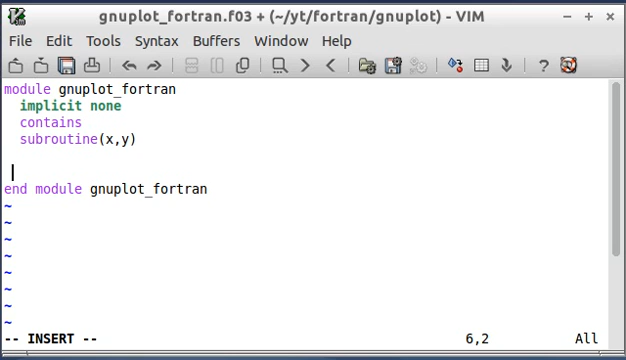 gnuplot_fortran.f03 + (~/yt/fortran/gnuplot) - VIM
File Edit Tools Syntax Buffers Window Help
module gnuplot_fortran
  implicit none
  contains
  subroutine(x,y)
end module gnuplot_fortran
~
~
~
~
~
~
~
~
-- INSERT -- 6,2 All